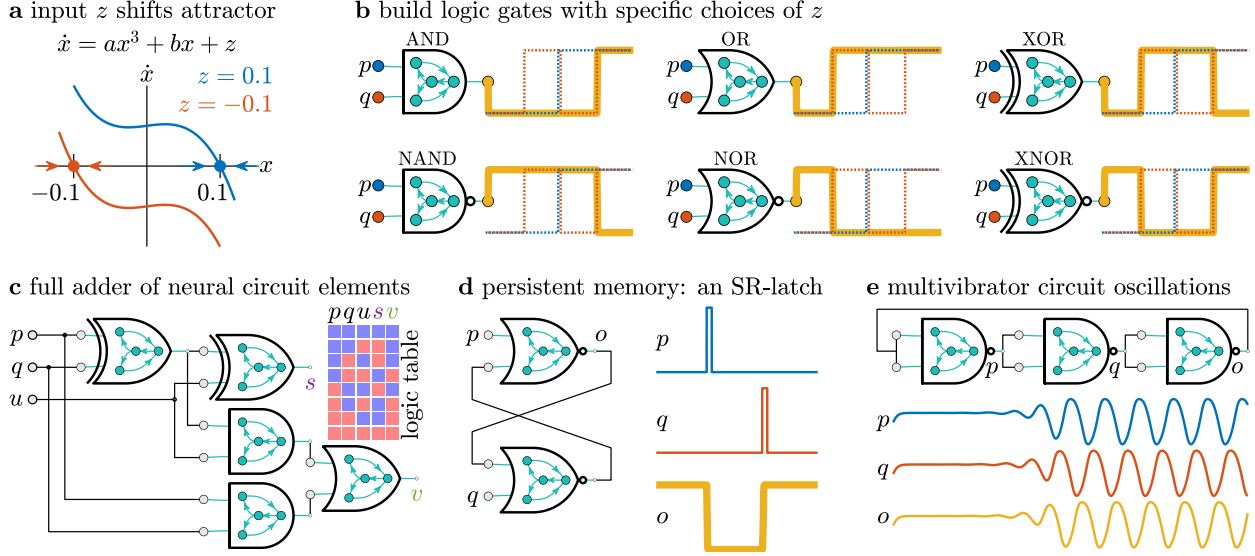 a input z shifts attractor
ẋ = ax³ + bx + z
ẋ
z = 0.1
z = −0.1
x
−0.1
0.1
b build logic gates with specific choices of z
AND
p
q
OR
p
q
XOR
p
q
NAND
p
q
NOR
p
q
XNOR
p
q
c full adder of neural circuit elements
p
q
u
s
v
p q u s v
logic table
d persistent memory: an SR-latch
p
o
q
p
q
o
e multivibrator circuit oscillations
p
q
o
p
q
o